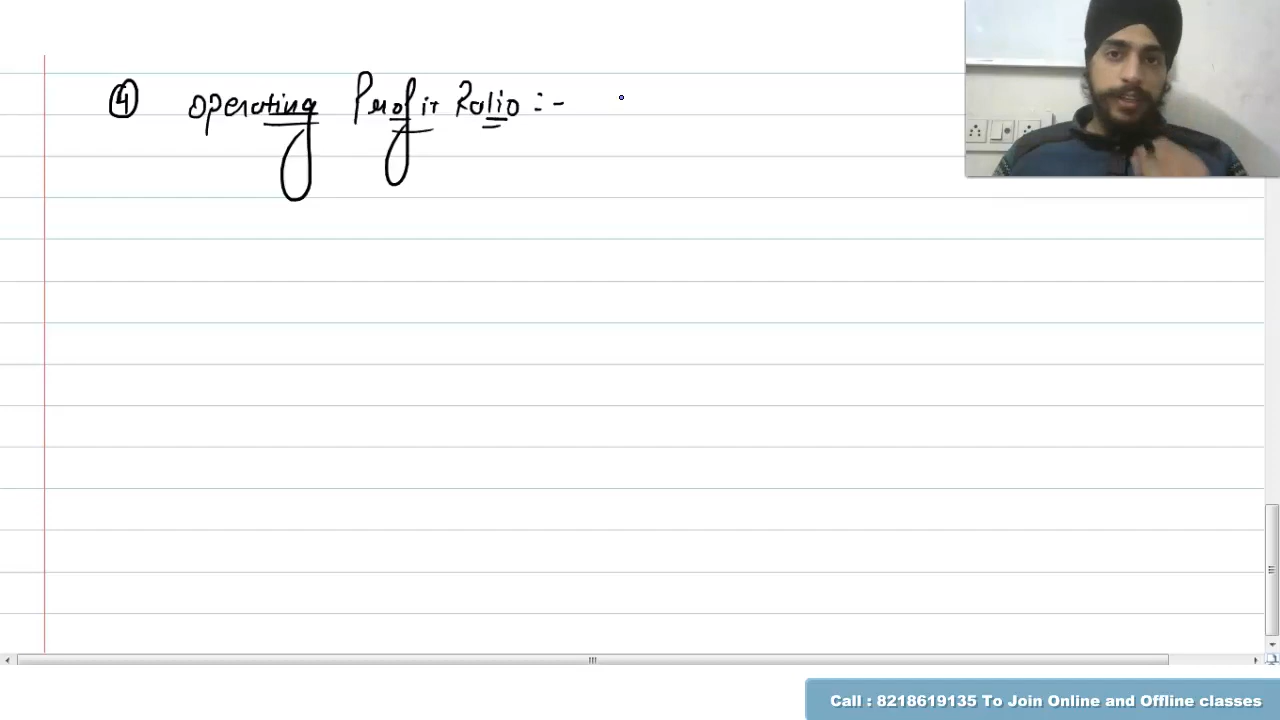 ④ Operating Profit Ratio :-
Call : 8218619135 To Join Online and Offline classes